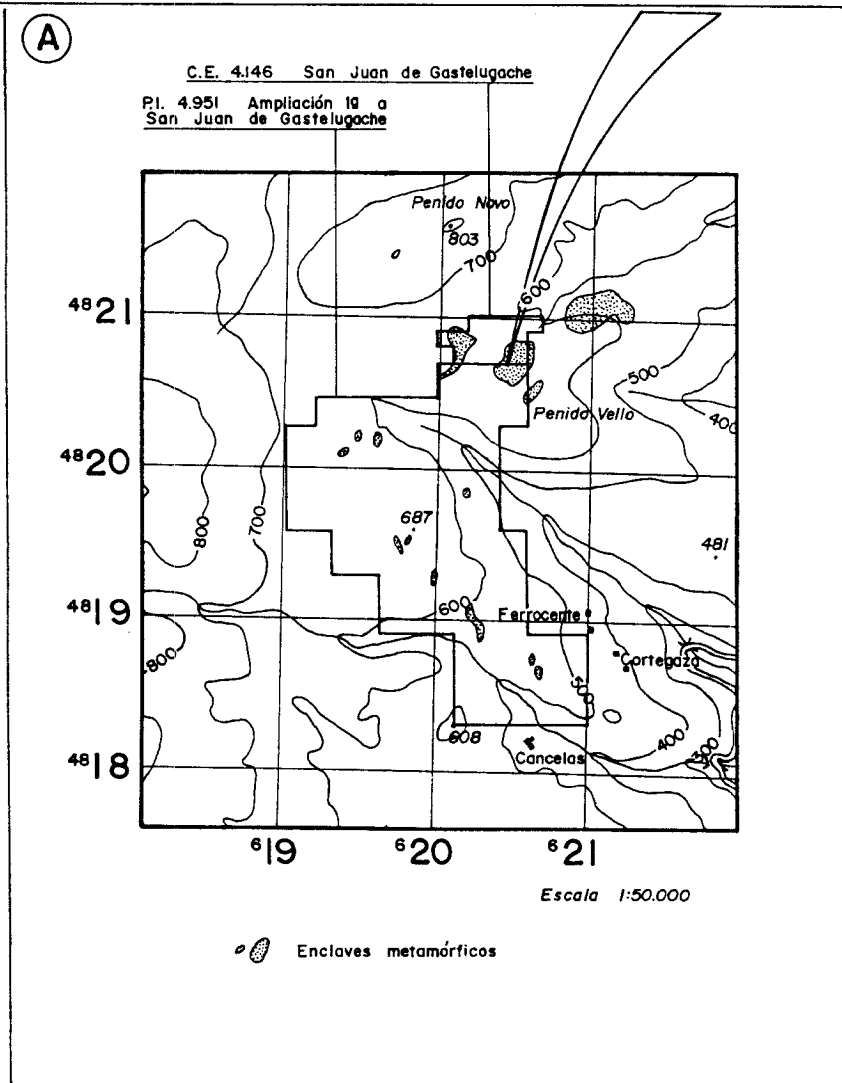 A
C.E. 4.146 San Juan de Gastelugache
P.I. 4.951 Ampliación 1ª a
San Juan de Gastelugache
Penido Novo
803
700
600
4821
500
Penido Vello
400
4820
687
800
700
481
4819
600
Ferrocente
800
Cortegaza
500
608
400
300
Cancelas
4818
619
620
621
Escala 1:50.000
Enclaves metamórficos